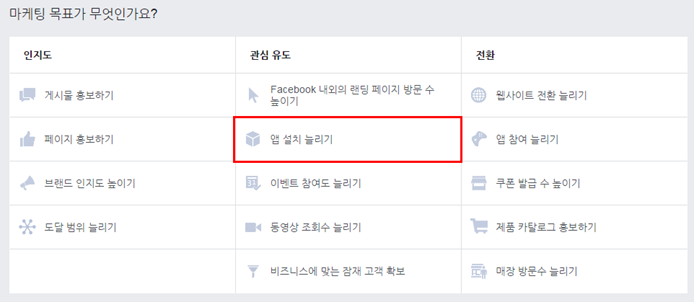 마케팅 목표가 무엇인가요?
인지도
관심 유도
전환
게시물 홍보하기
Facebook 내외의 랜딩 페이지 방문 수
높이기
웹사이트 전환 늘리기
페이지 홍보하기
앱 설치 늘리기
앱 참여 늘리기
브랜드 인지도 높이기
이벤트 참여도 늘리기
쿠폰 발급 수 높이기
도달 범위 늘리기
동영상 조회수 늘리기
제품 카탈로그 홍보하기
비즈니스에 맞는 잠재 고객 확보
매장 방문수 늘리기